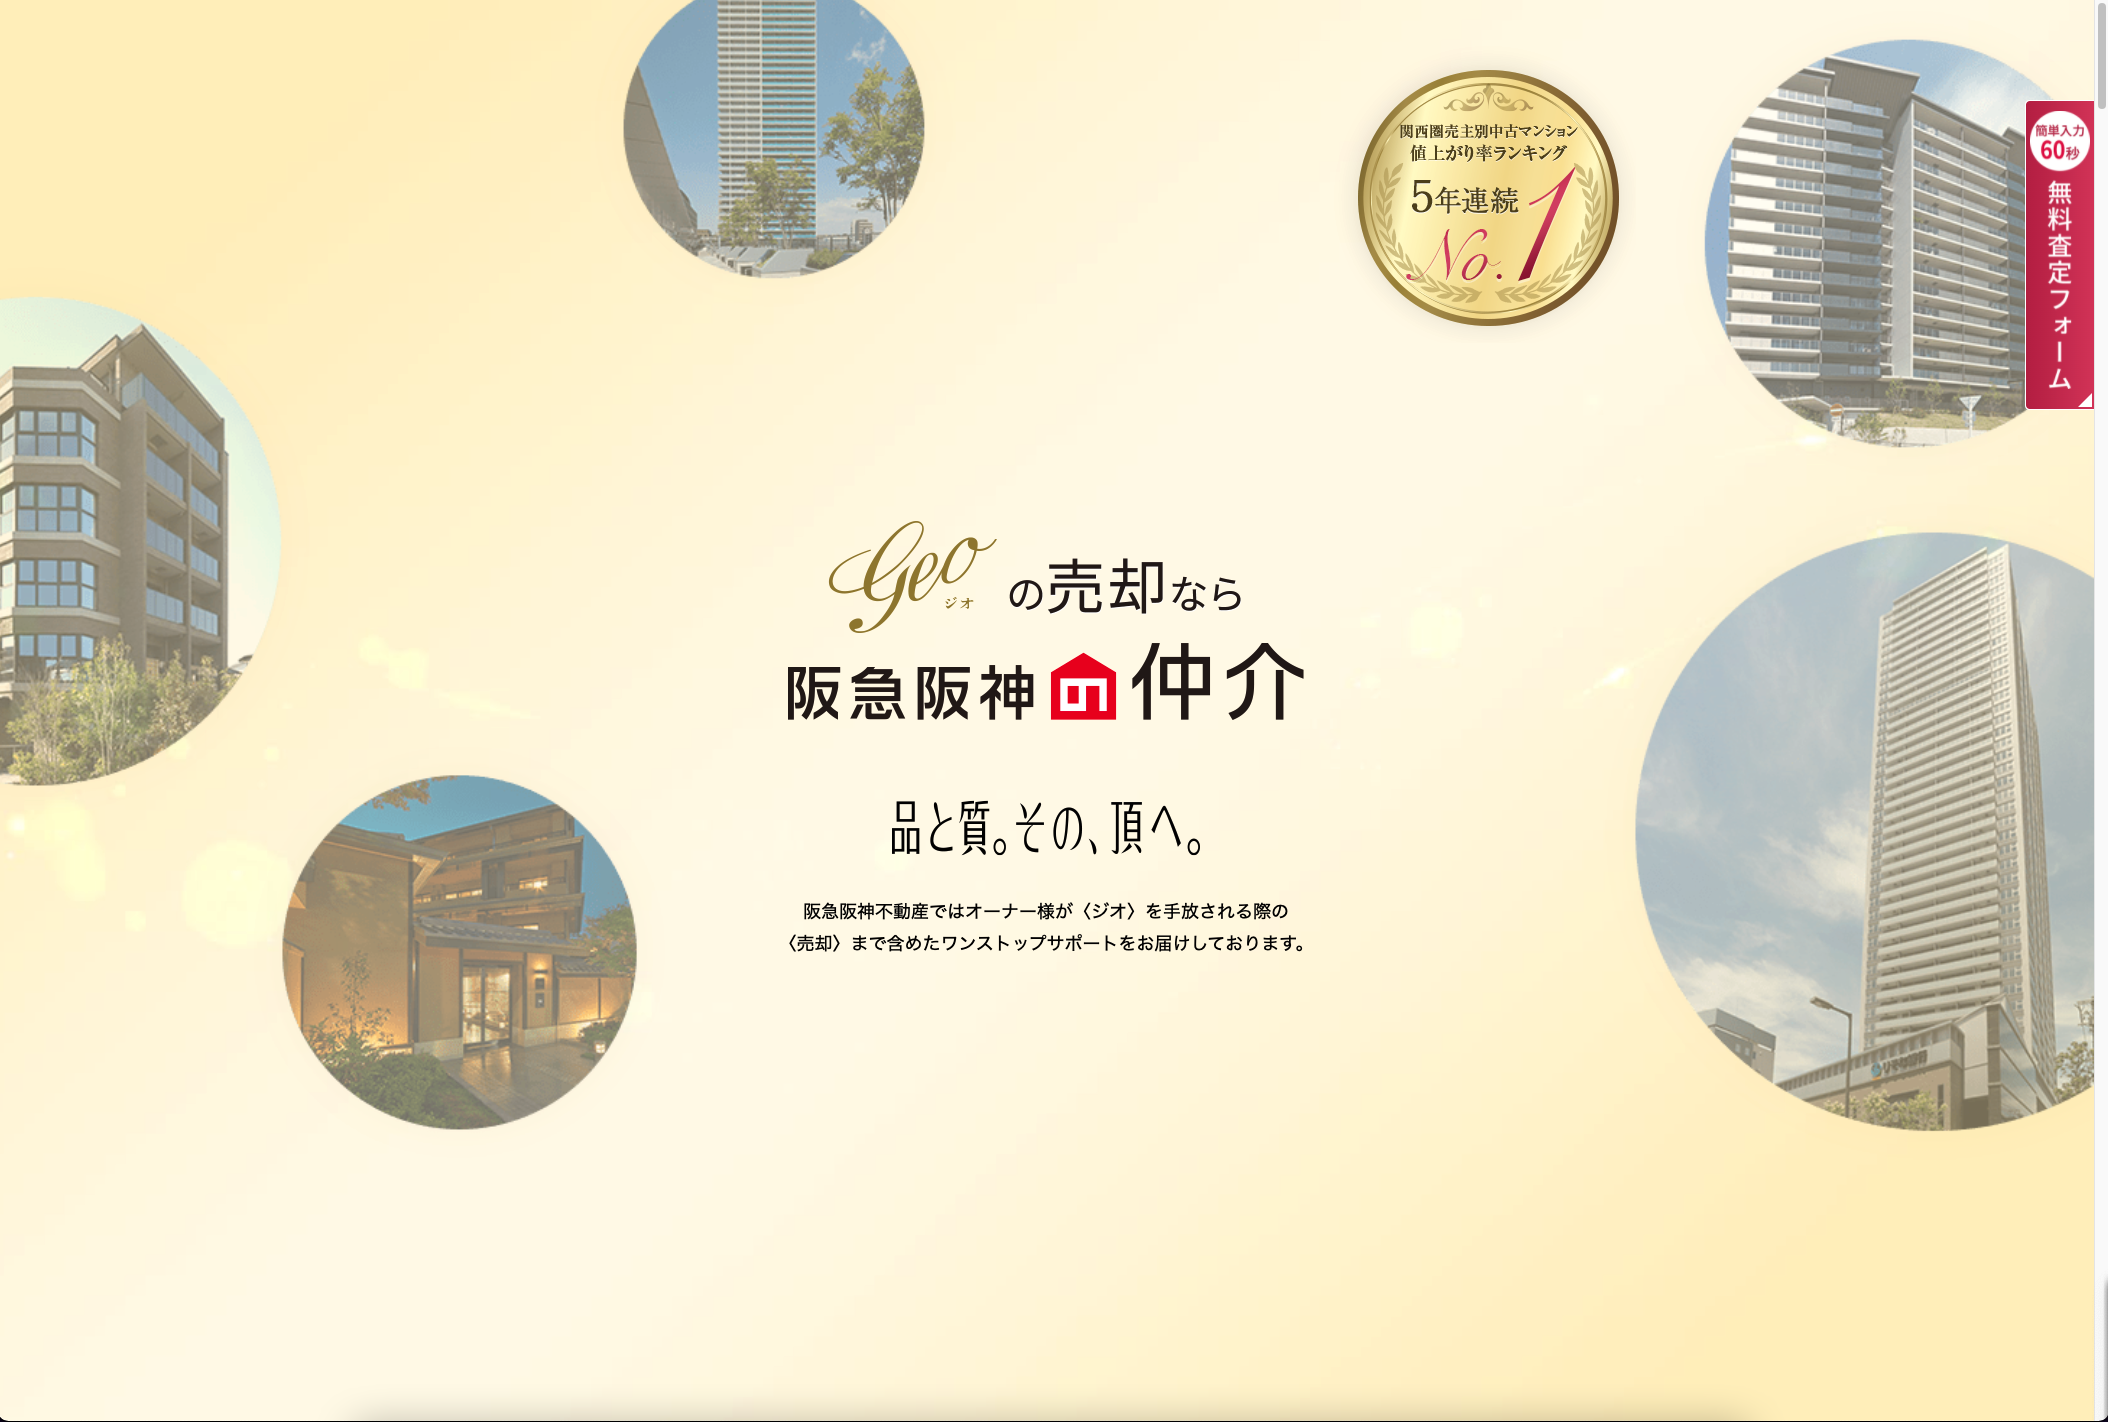 関西圏売主別中古マンション
値上がり率ランキング
5年連続
No.1
簡単入力
60秒
無料査定フォーム
geo
ジオ
の売却なら
阪急阪神の仲介
品と質。その、頂へ。
阪急阪神不動産ではオーナー様が〈ジオ〉を手放される際の
〈売却〉まで含めたワンストップサポートをお届けしております。